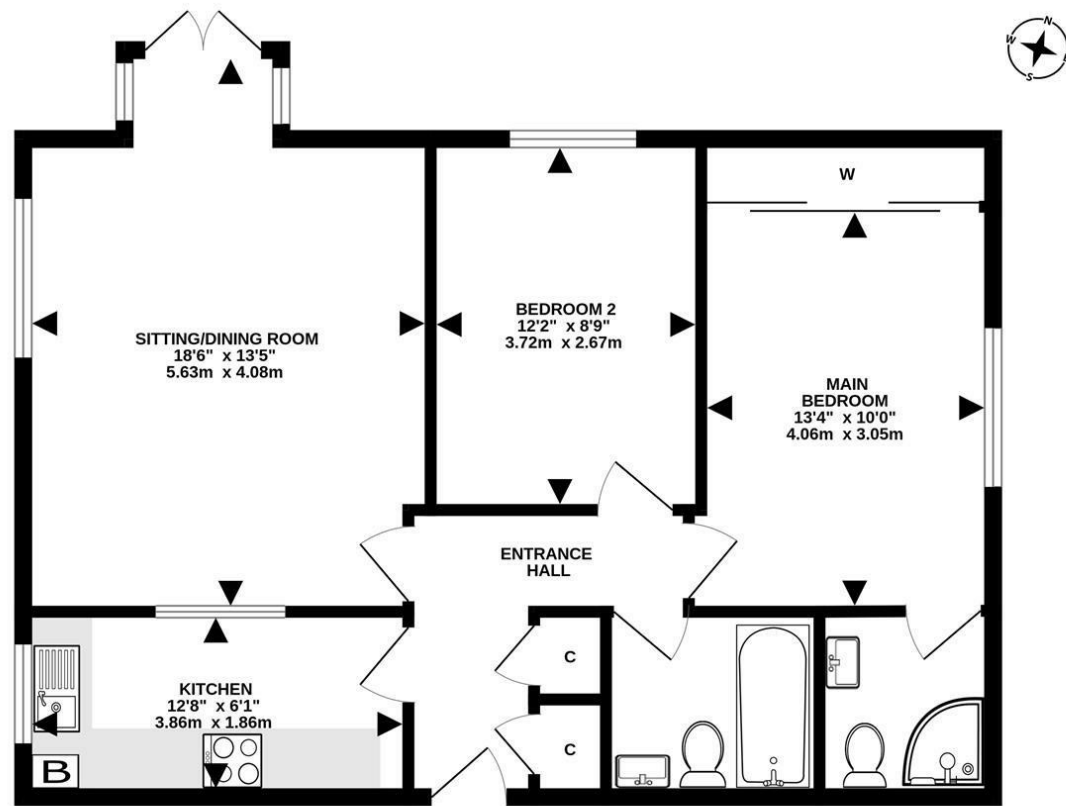 N
W
E
S
W
SITTING/DINING ROOM
18'6" x 13'5"
5.63m x 4.08m
BEDROOM 2
12'2" x 8'9"
3.72m x 2.67m
MAIN
BEDROOM
13'4" x 10'0"
4.06m x 3.05m
ENTRANCE
HALL
KITCHEN
12'8" x 6'1"
3.86m x 1.86m
C
C
B